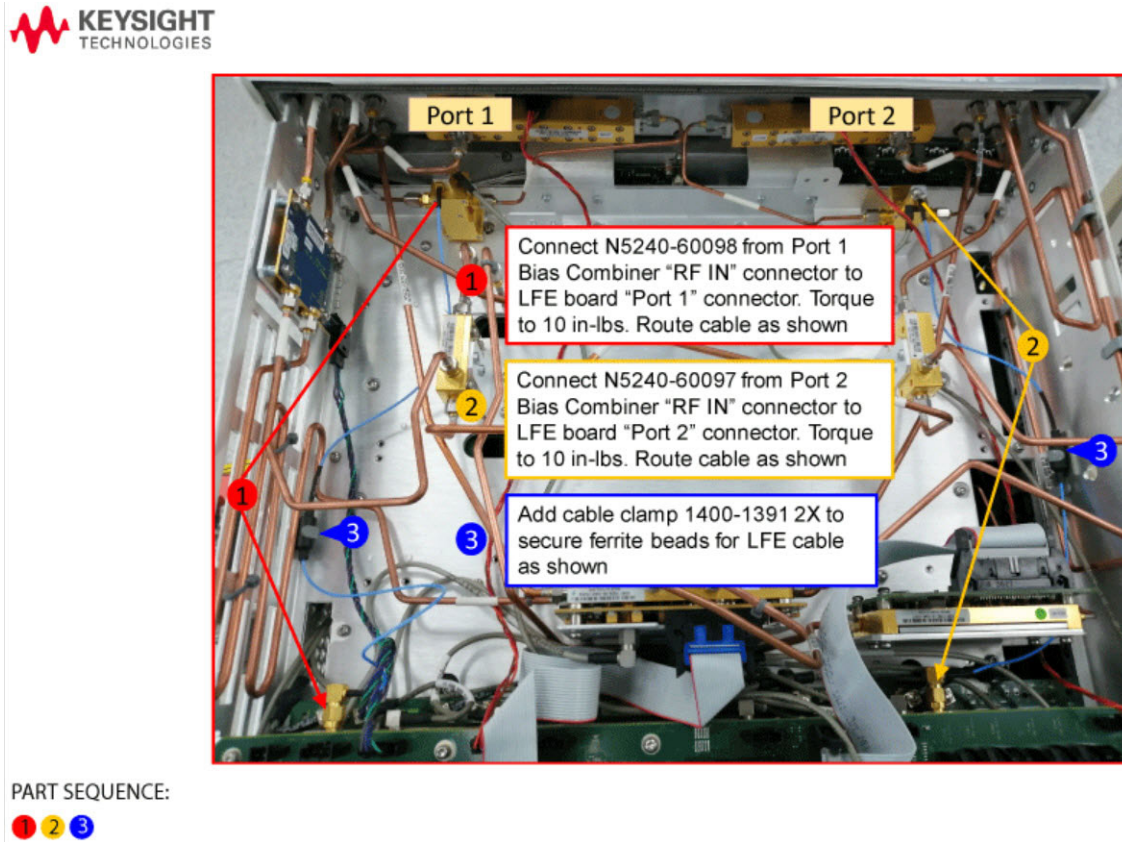 KEYSIGHT
TECHNOLOGIES
Port 1
Port 2
1
Connect N5240-60098 from Port 1
Bias Combiner “RF IN” connector to
LFE board “Port 1” connector. Torque
to 10 in-lbs. Route cable as shown
2
2
Connect N5240-60097 from Port 2
Bias Combiner “RF IN” connector to
LFE board “Port 2” connector. Torque
to 10 in-lbs. Route cable as shown
3
1
3
3
Add cable clamp 1400-1391 2X to
secure ferrite beads for LFE cable
as shown
PART SEQUENCE:
1 2 3